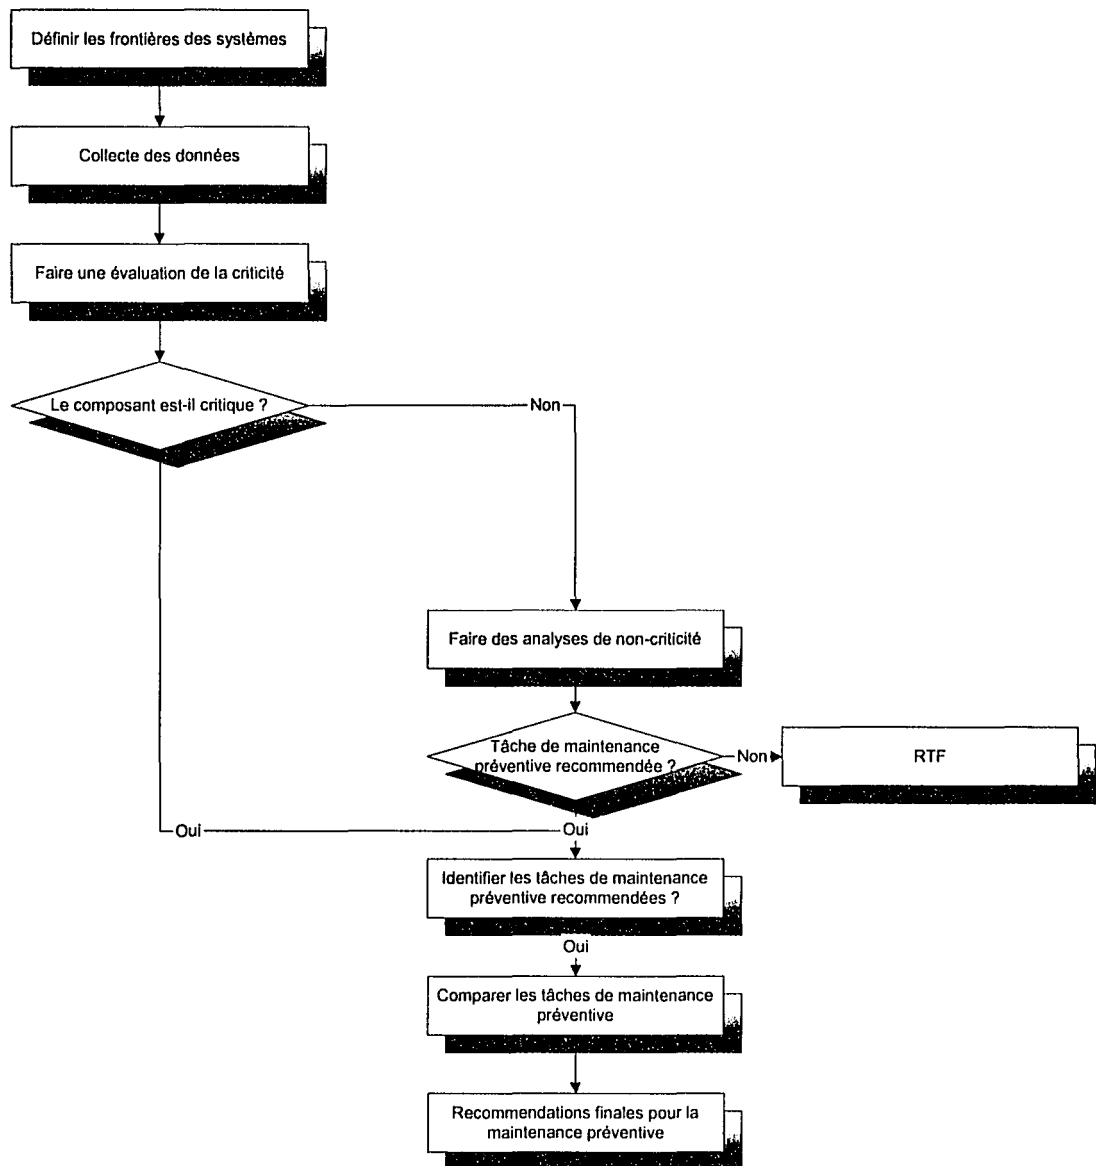 Définir les frontières des systèmes
Collecte des données
Faire une évaluation de la criticité
Le composant est-il critique ?
Non
Faire des analyses de non-criticité
Tâche de maintenance
préventive recommandée ?
Non
RTF
Oui
Oui
Identifier les tâches de maintenance
préventive recommandées ?
Oui
Comparer les tâches de maintenance
préventive
Recommendations finales pour la
maintenance préventive